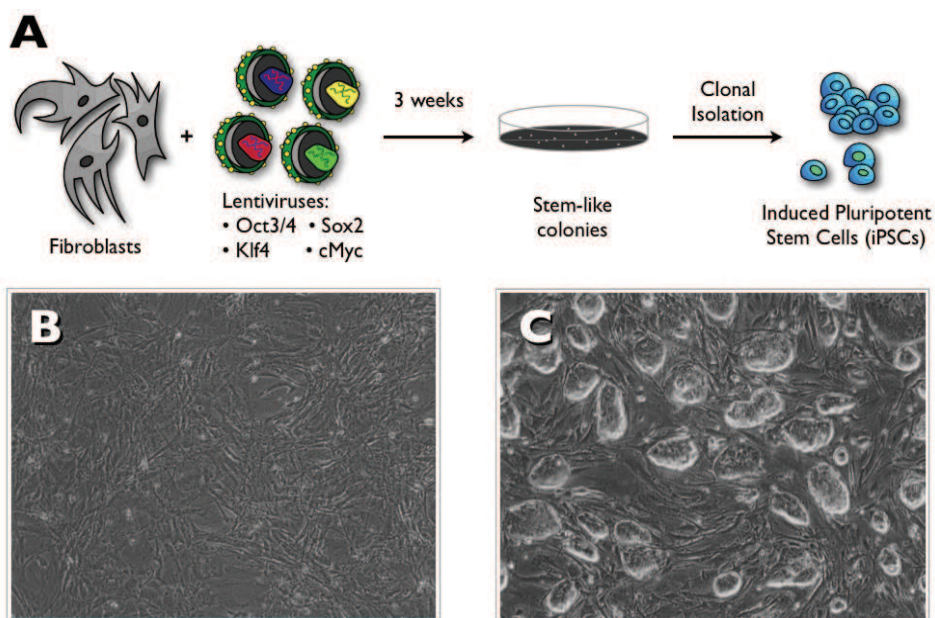 A
3 weeks
Clonal
Isolation
+
Lentiviruses:
• Oct3/4 • Sox2
• Klf4 • cMyc
Fibroblasts
Stem-like
colonies
Induced Pluripotent
Stem Cells (iPSCs)
B
C